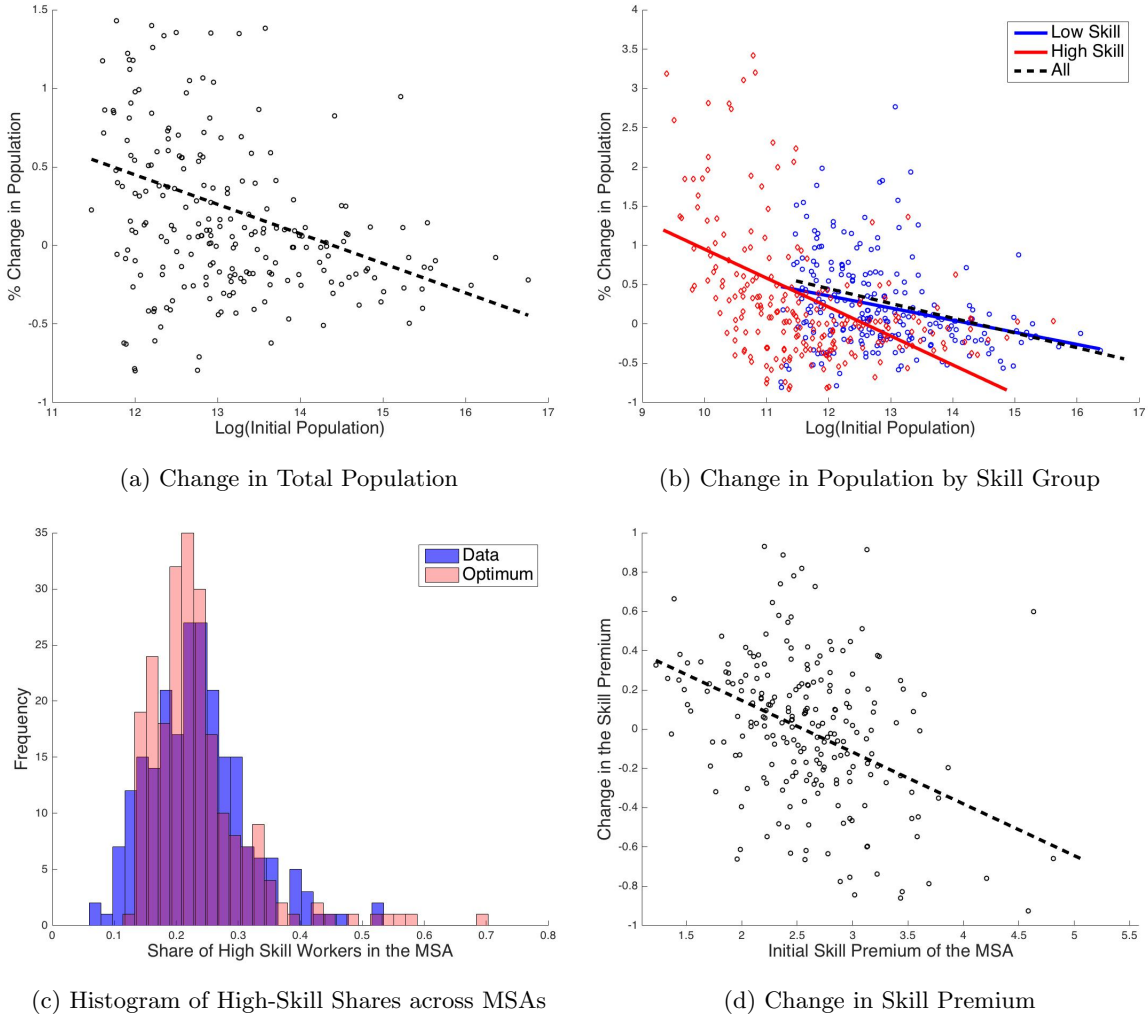 1.5
1
0.5
0
-0.5
-1
% Change in Population
11 12 13 14 15 16 17
Log(Initial Population)
(a) Change in Total Population
4
3.5
3
2.5
2
1.5
1
0.5
0
-0.5
-1
% Change in Population
Low Skill
High Skill
All
9 10 11 12 13 14 15 16 17
Log(Initial Population)
(b) Change in Population by Skill Group
35
30
25
20
15
10
5
0
Frequency
Data
Optimum
0 0.1 0.2 0.3 0.4 0.5 0.6 0.7 0.8
Share of High Skill Workers in the MSA
(c) Histogram of High-Skill Shares across MSAs
1
0.8
0.6
0.4
0.2
0
-0.2
-0.4
-0.6
-0.8
-1
Change in the Skill Premium
1.5 2 2.5 3 3.5 4 4.5 5 5.5
Initial Skill Premium of the MSA
(d) Change in Skill Premium